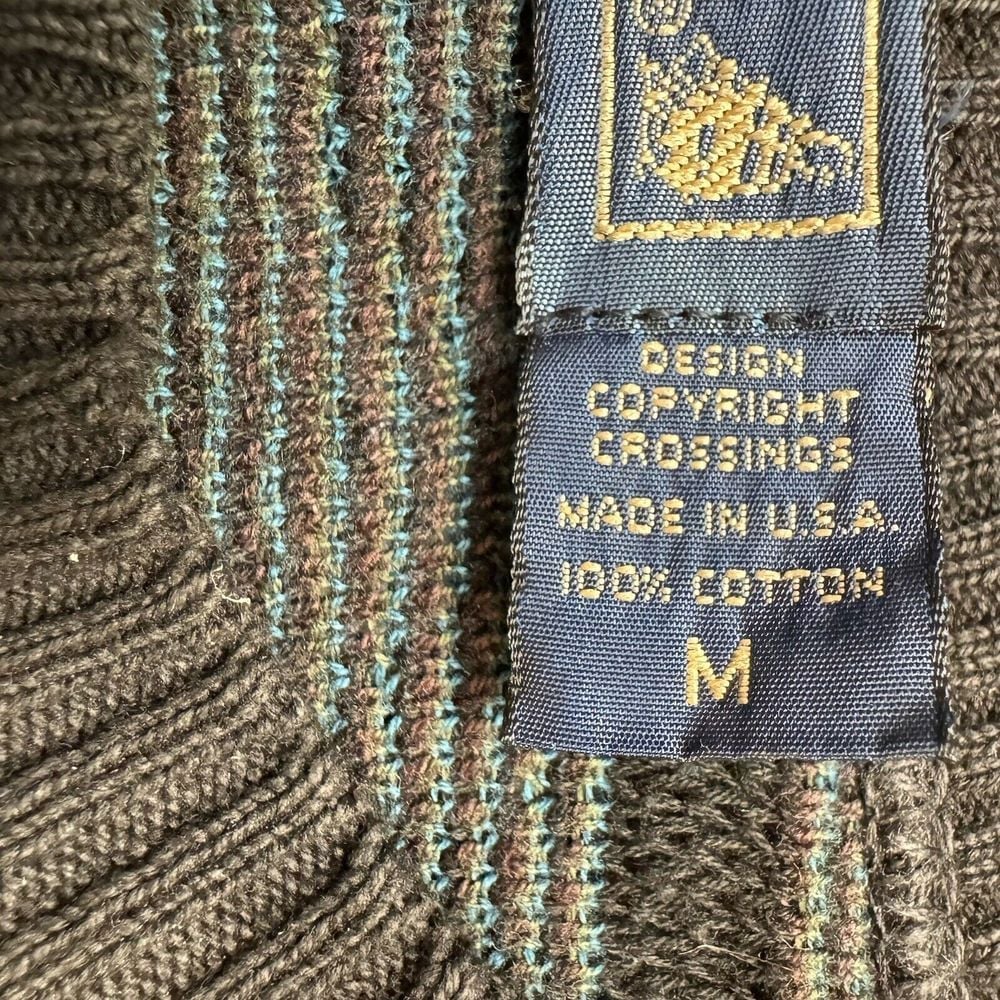 DESIGN
COPYRIGHT
CROSSINGS
MADE IN U.S.A.
100% COTTON
M